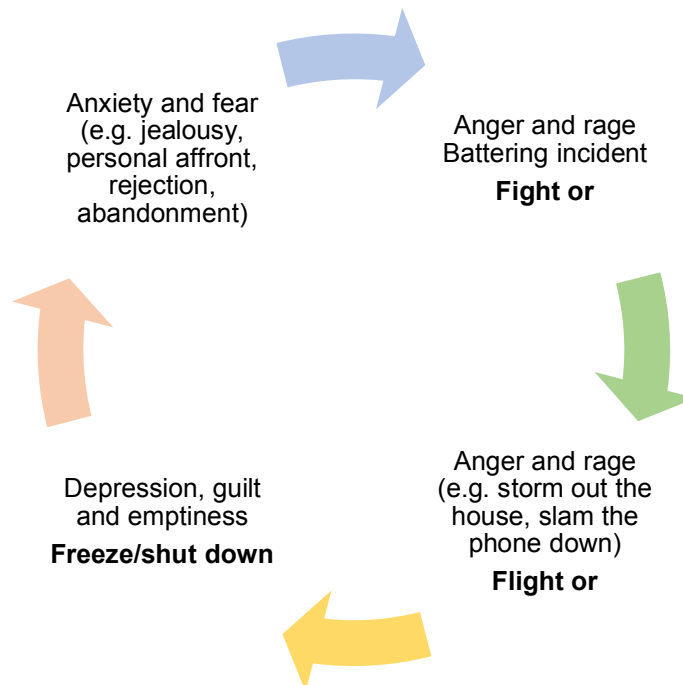 Anxiety and fear
(e.g. jealousy,
personal affront,
rejection,
abandonment)
Anger and rage
Battering incident
Fight or
Anger and rage
(e.g. storm out the
house, slam the
phone down)
Flight or
Depression, guilt
and emptiness
Freeze/shut down